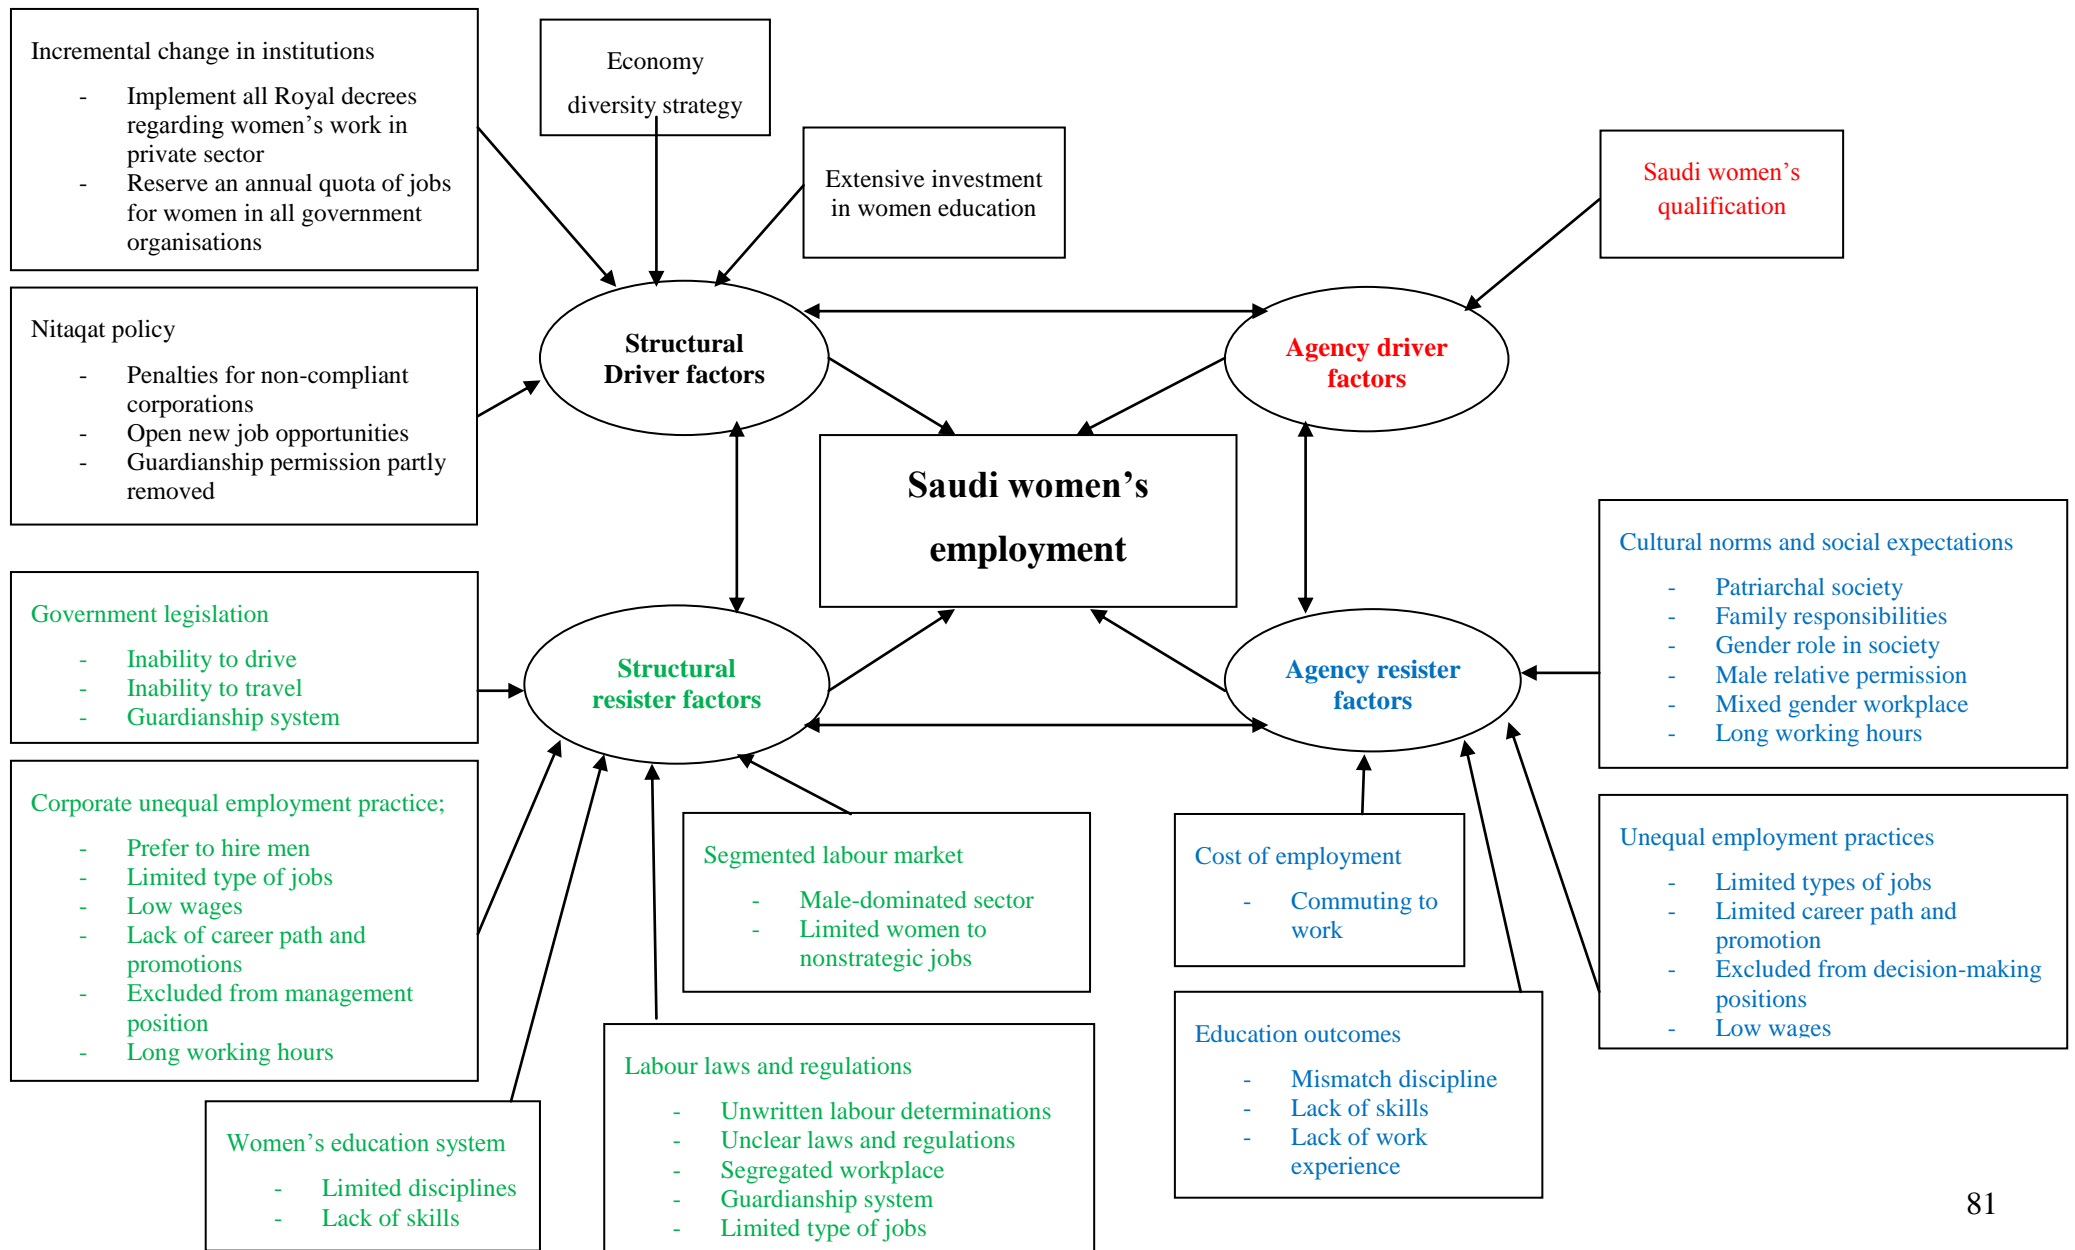 Incremental change in institutions
- Implement all Royal decrees
regarding women’s work in
private sector
- Reserve an annual quota of jobs
for women in all government
organisations
Economy
diversity strategy
Extensive investment
in women education
Saudi women’s
qualification
Nitaqat policy
- Penalties for non-compliant
corporations
- Open new job opportunities
- Guardianship permission partly
removed
Structural
Driver factors
Agency driver
factors
Saudi women’s
employment
Government legislation
- Inability to drive
- Inability to travel
- Guardianship system
Structural
resister factors
Agency resister
factors
Cultural norms and social expectations
- Patriarchal society
- Family responsibilities
- Gender role in society
- Male relative permission
- Mixed gender workplace
- Long working hours
Corporate unequal employment practice;
- Prefer to hire men
- Limited type of jobs
- Low wages
- Lack of career path and
promotions
- Excluded from management
position
- Long working hours
Segmented labour market
- Male-dominated sector
- Limited women to
nonstrategic jobs
Cost of employment
- Commuting to
work
Unequal employment practices
- Limited types of jobs
- Limited career path and
promotion
- Excluded from decision-making
positions
- Low wages
Women’s education system
- Limited disciplines
- Lack of skills
Labour laws and regulations
- Unwritten labour determinations
- Unclear laws and regulations
- Segregated workplace
- Guardianship system
- Limited type of jobs
Education outcomes
- Mismatch discipline
- Lack of skills
- Lack of work
experience
81